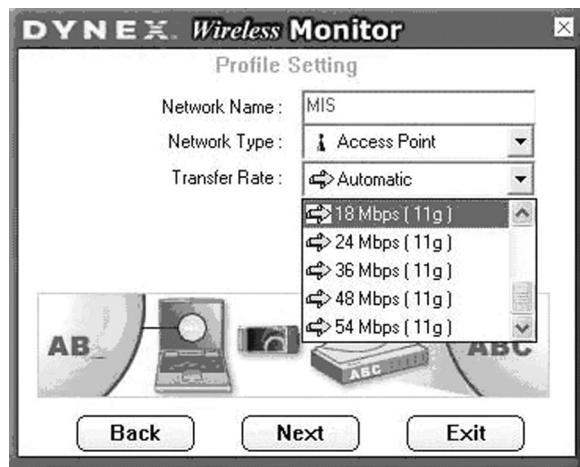 DYNEX. Wireless Monitor
Profile Setting
Network Name : MIS
Network Type : Access Point
Transfer Rate : Automatic
18 Mbps ( 11g )
24 Mbps ( 11g )
36 Mbps ( 11g )
48 Mbps ( 11g )
54 Mbps ( 11g )
AB_
ABC
ABC
Back Next Exit